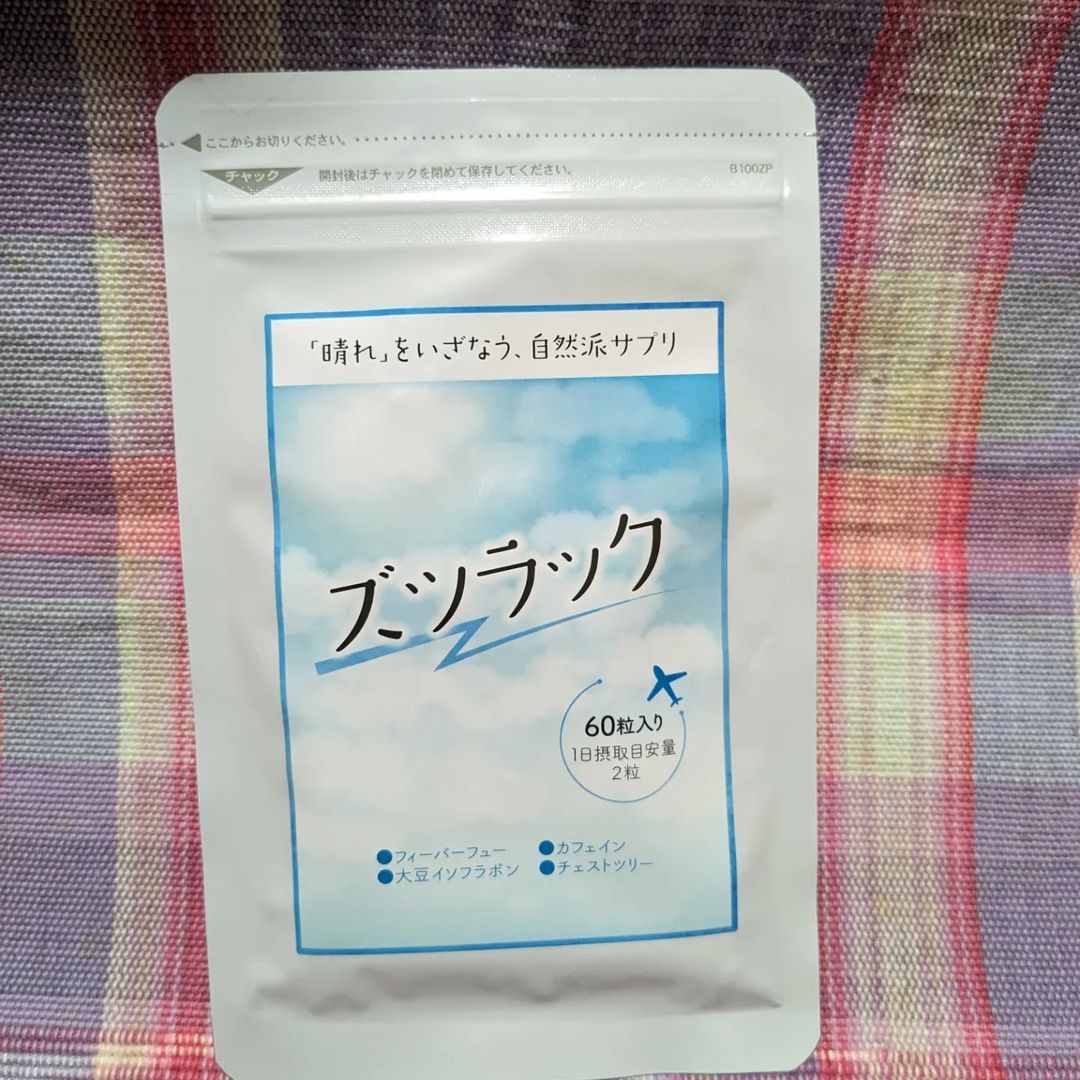 ここからお切りください。
チャック 開封後はチャックを閉めて保存してください。 B100ZP
「晴れ」をいざなう、自然派サプリ
ズツラック
60粒入り
1日摂取目安量
2粒
●フィーバーフュー ●カフェイン
●大豆イソフラボン ●チェストツリー